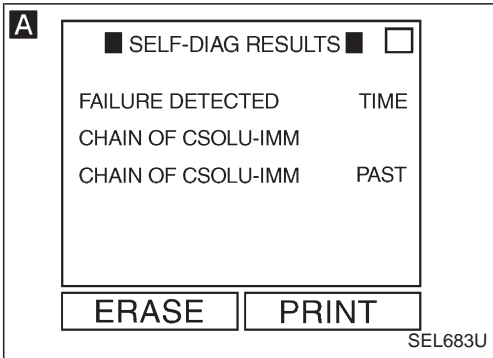 A
SELF-DIAG RESULTS
FAILURE DETECTED TIME
CHAIN OF CSOLU-IMM
CHAIN OF CSOLU-IMM PAST
ERASE PRINT
SEL683U